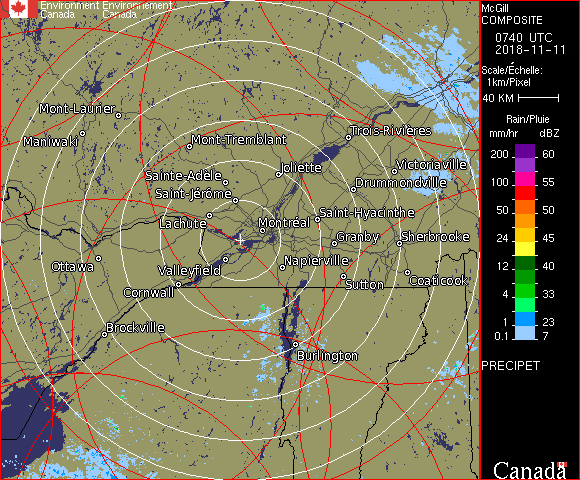 Environment Environnement
Canada Canada
McGill
COMPOSITE
0740 UTC
2018-11-11
Scale/Échelle:
1km/Pixel
40 KM
Rain/Pluie
mm/hr dBZ
200 60
155
100 55
50 50
24 45
12 40
4 33
1 23
0.1 7
PRECIPET
Canada
Mont-Laurier
Maniwaki
Mont-Tremblant
Trois-Rivières
Sainte-Adèle
Joliette
Victoriaville
Saint-Jérôme
Drummondville
Lachute
Montréal
Saint-Hyacinthe
Granby
Sherbrooke
Ottawa
Valleyfield
Napierville
Cornwall
Sutton
Coaticook
Brockville
Burlington